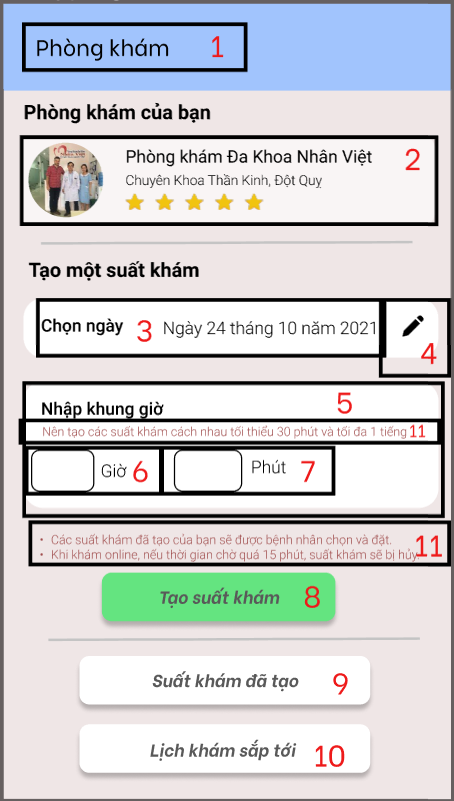 Phòng khám 1
Phòng khám của bạn
Phòng khám Đa Khoa Nhân Việt 2
Chuyên Khoa Thần Kinh, Đột Quỵ
Tạo một suất khám
Chọn ngày 3 Ngày 24 tháng 10 năm 2021
4
5
Nhập khung giờ
Nên tạo các suất khám cách nhau tối thiểu 30 phút và tối đa 1 tiếng 11
Giờ 6 Phút 7
• Các suất khám đã tạo của bạn sẽ được bệnh nhân chọn và đặt.
• Khi khám online, nếu thời gian chờ quá 15 phút, suất khám sẽ bị hủy. 11
Tạo suất khám 8
Suất khám đã tạo 9
Lịch khám sắp tới 10